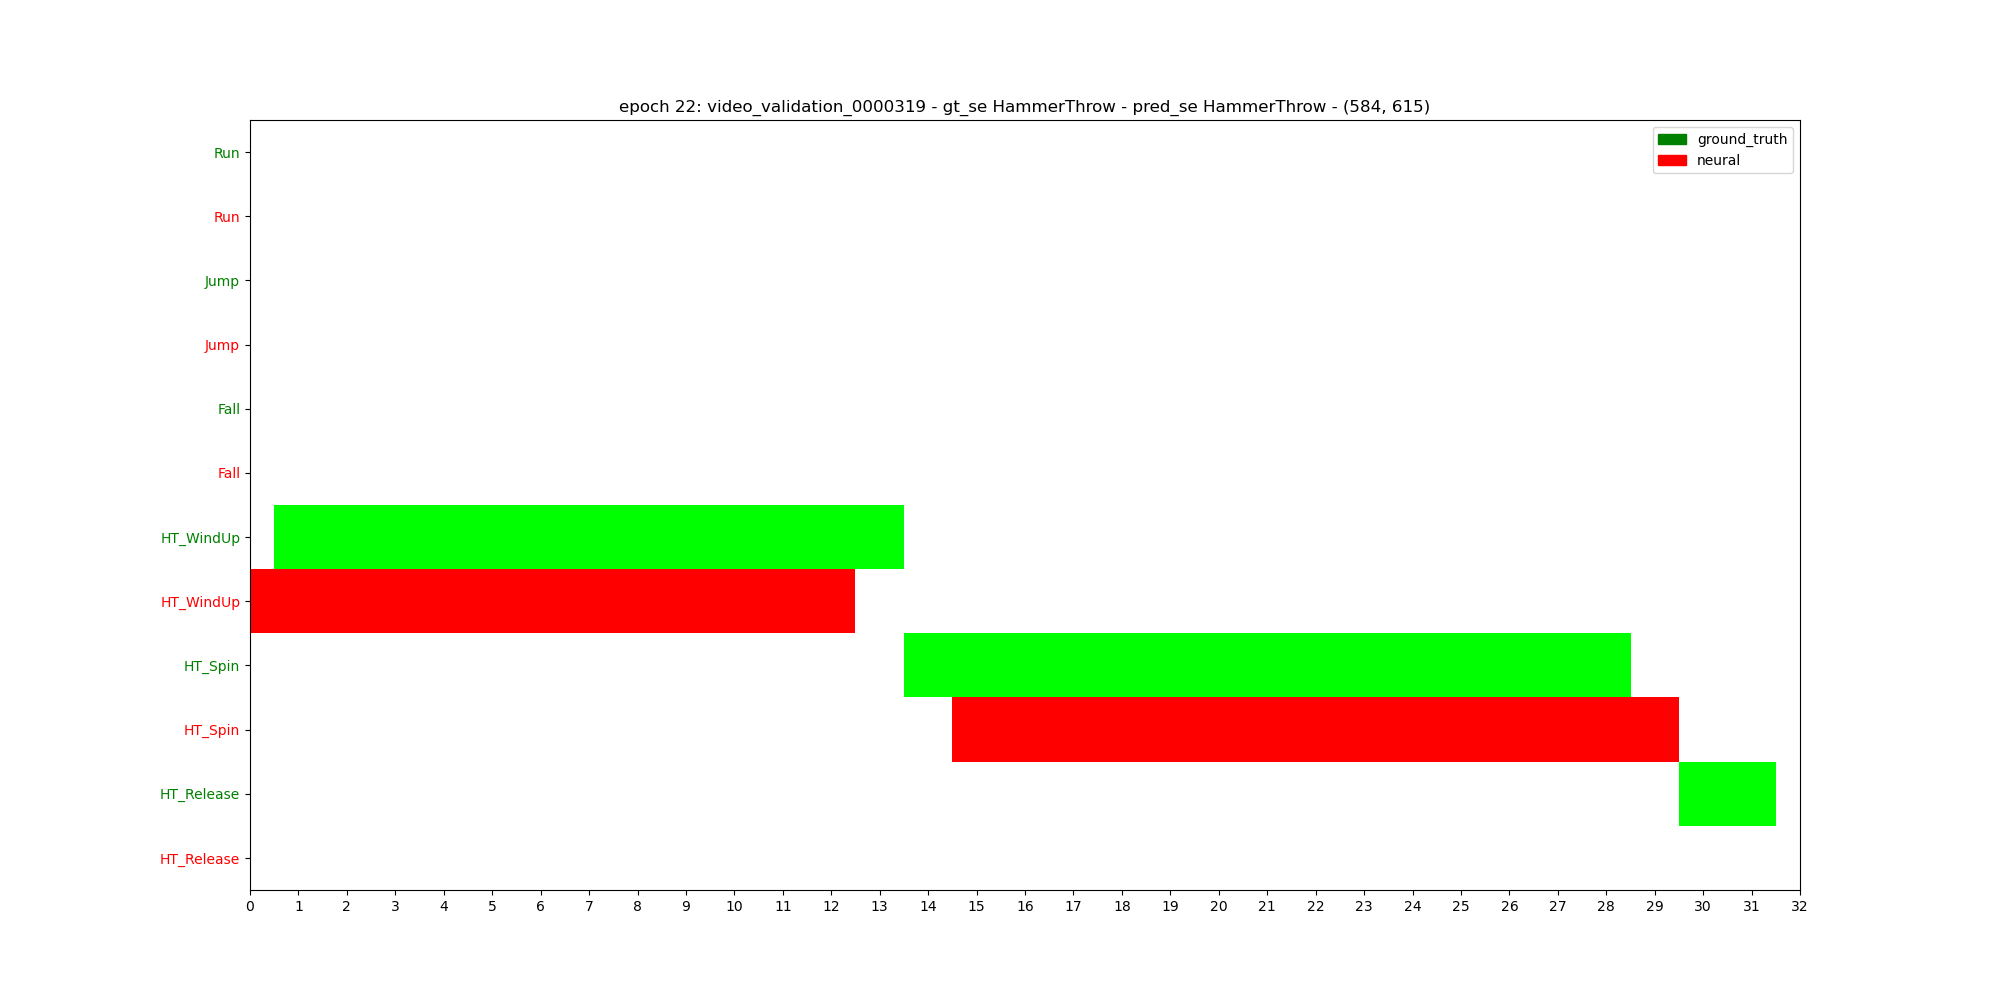 epoch 22: video_validation_0000319 - gt_se HammerThrow - pred_se HammerThrow - (584, 615)
ground_truth
neural
Run
Run
Jump
Jump
Fall
Fall
HT_WindUp
HT_WindUp
HT_Spin
HT_Spin
HT_Release
HT_Release
0 1 2 3 4 5 6 7 8 9 10 11 12 13 14 15 16 17 18 19 20 21 22 23 24 25 26 27 28 29 30 31 32